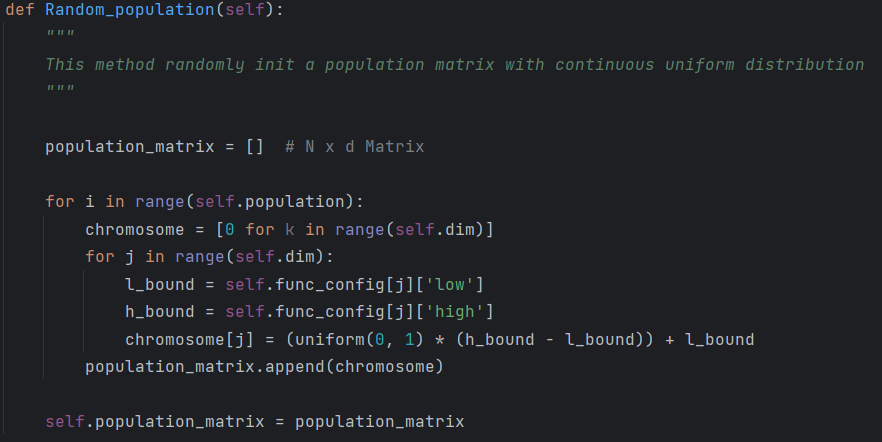 def Random_population(self):
    """
    This method randomly init a population matrix with continuous uniform distribution
    """

    population_matrix = []  # N x d Matrix

    for i in range(self.population):
        chromosome = [0 for k in range(self.dim)]
        for j in range(self.dim):
            l_bound = self.func_config[j]['low']
            h_bound = self.func_config[j]['high']
            chromosome[j] = (uniform(0, 1) * (h_bound - l_bound)) + l_bound
        population_matrix.append(chromosome)

    self.population_matrix = population_matrix